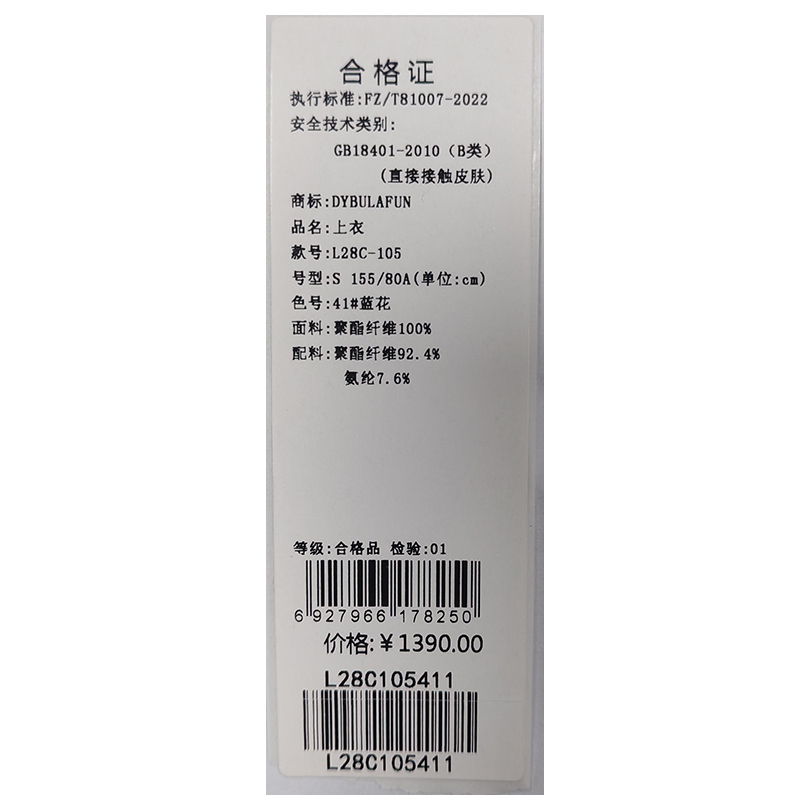 合格证
执行标准:FZ/T81007-2022
安全技术类别:
GB18401-2010（B类）
(直接接触皮肤)
商标:DYBULAFUN
品名:上衣
款号:L28C-105
号型:S 155/80A(单位:cm)
色号:41#蓝花
面料:聚酯纤维100%
配料:聚酯纤维92.4%
氨纶7.6%
等级:合格品 检验:01
6 927966 178250
价格:￥1390.00
L28C105411
L28C105411